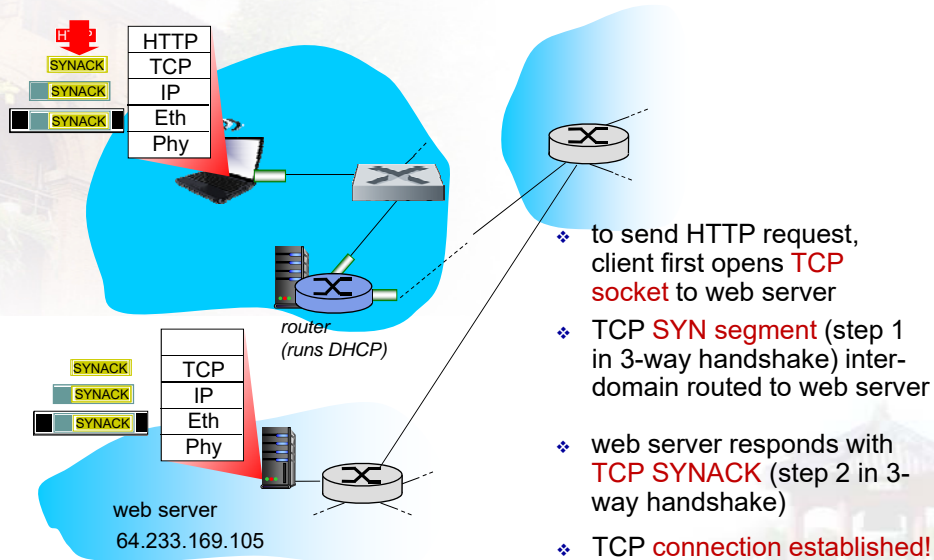 HTTP
SYNACK
SYNACK
SYNACK
HTTP
TCP
IP
Eth
Phy
router
(runs DHCP)
SYNACK
SYNACK
SYNACK
TCP
IP
Eth
Phy
web server
64.233.169.105
❖ to send HTTP request,
client first opens TCP
socket to web server
❖ TCP SYN segment (step 1
in 3-way handshake) inter-
domain routed to web server
❖ web server responds with
TCP SYNACK (step 2 in 3-
way handshake)
❖ TCP connection established!